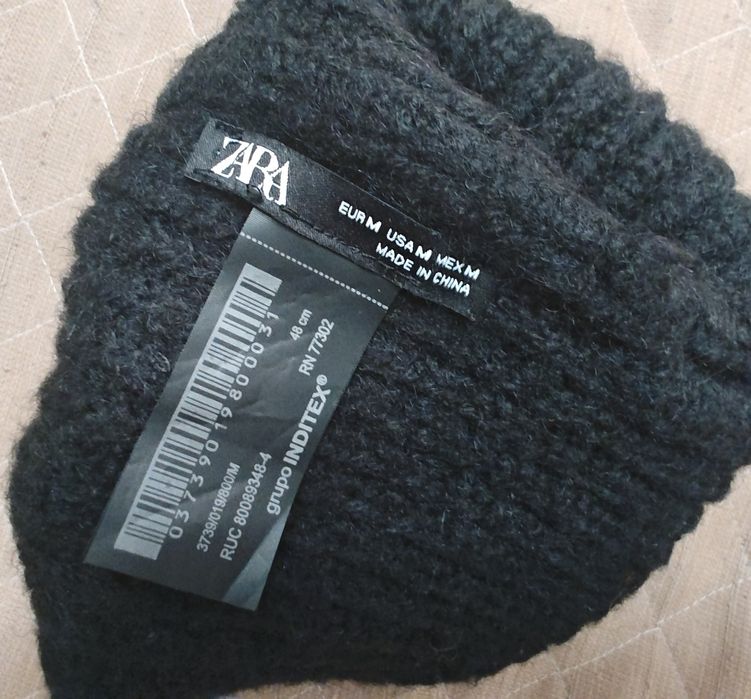 ZARA
EUR M USA M MEX M
MADE IN CHINA
48 cm
RN 77302
03739019800031
3739/019/800/M
RUC 80089348-4
grupo INDITEX®